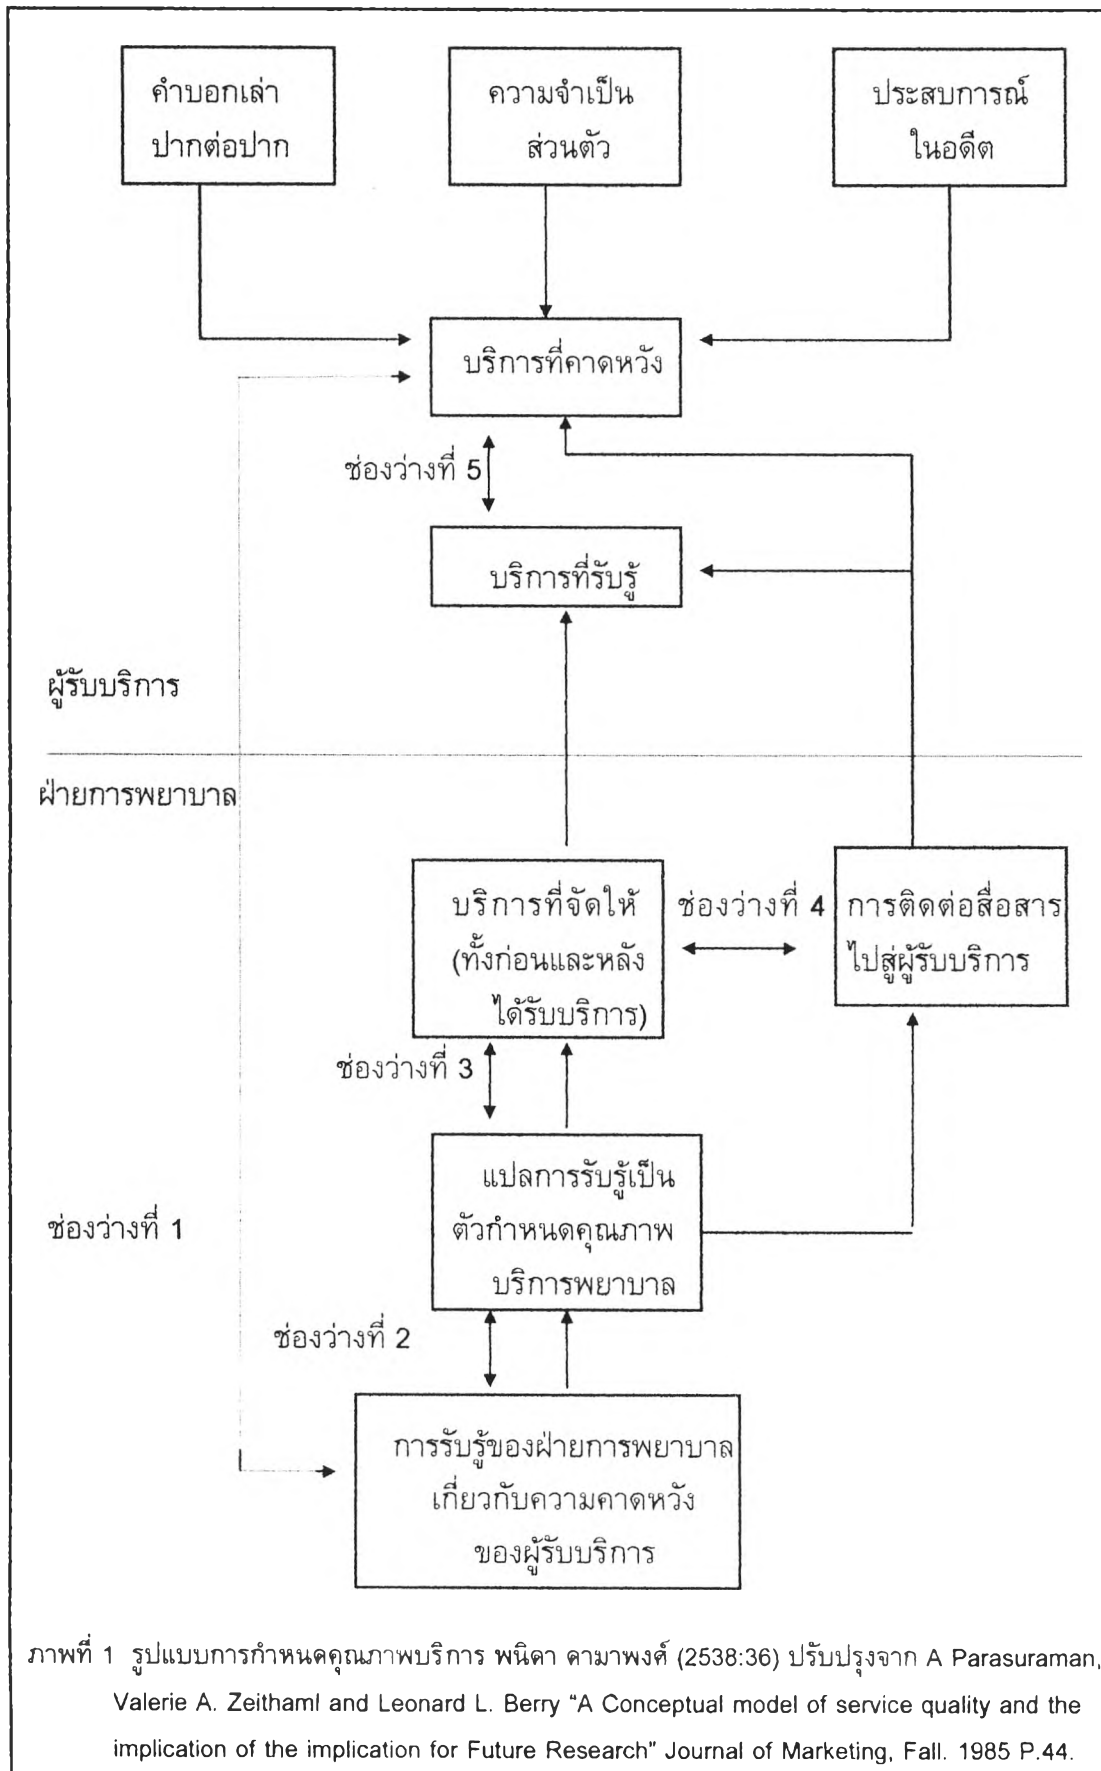 คำบอกเล่า
ปากต่อปาก
ความจำเป็น
ส่วนตัว
ประสบการณ์
ในอดีต
บริการที่คาดหวัง
ช่องว่างที่ 5
บริการที่รับรู้
ผู้รับบริการ
ฝ่ายการพยาบาล
บริการที่จัดให้
(ทั้งก่อนและหลัง
ได้รับบริการ)
ช่องว่างที่ 4
การติดต่อสื่อสาร
ไปสู่ผู้รับบริการ
ช่องว่างที่ 3
แปลการรับรู้เป็น
ตัวกำหนดคุณภาพ
บริการพยาบาล
ช่องว่างที่ 1
ช่องว่างที่ 2
การรับรู้ของฝ่ายการพยาบาล
เกี่ยวกับความคาดหวัง
ของผู้รับบริการ
ภาพที่ 1 รูปแบบการกำหนดคุณภาพบริการ พนิดา ดามาพงศ์ (2538:36) ปรับปรุงจาก A Parasuraman,
Valerie A. Zeithaml and Leonard L. Berry "A Conceptual model of service quality and the
implication of the implication for Future Research" Journal of Marketing, Fall. 1985 P.44.